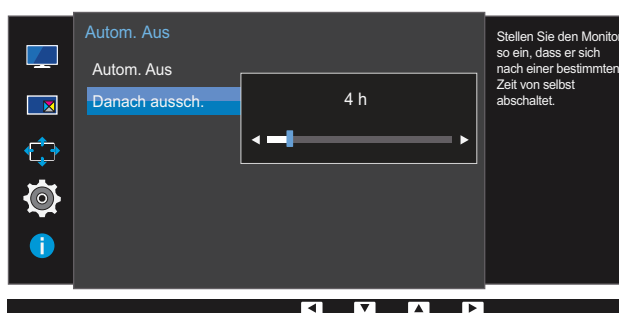 Autom. Aus
Autom. Aus
Danach aussch.
4 h
Stellen Sie den Monitor
so ein, dass er sich
nach einer bestimmten
Zeit von selbst
abschaltet.